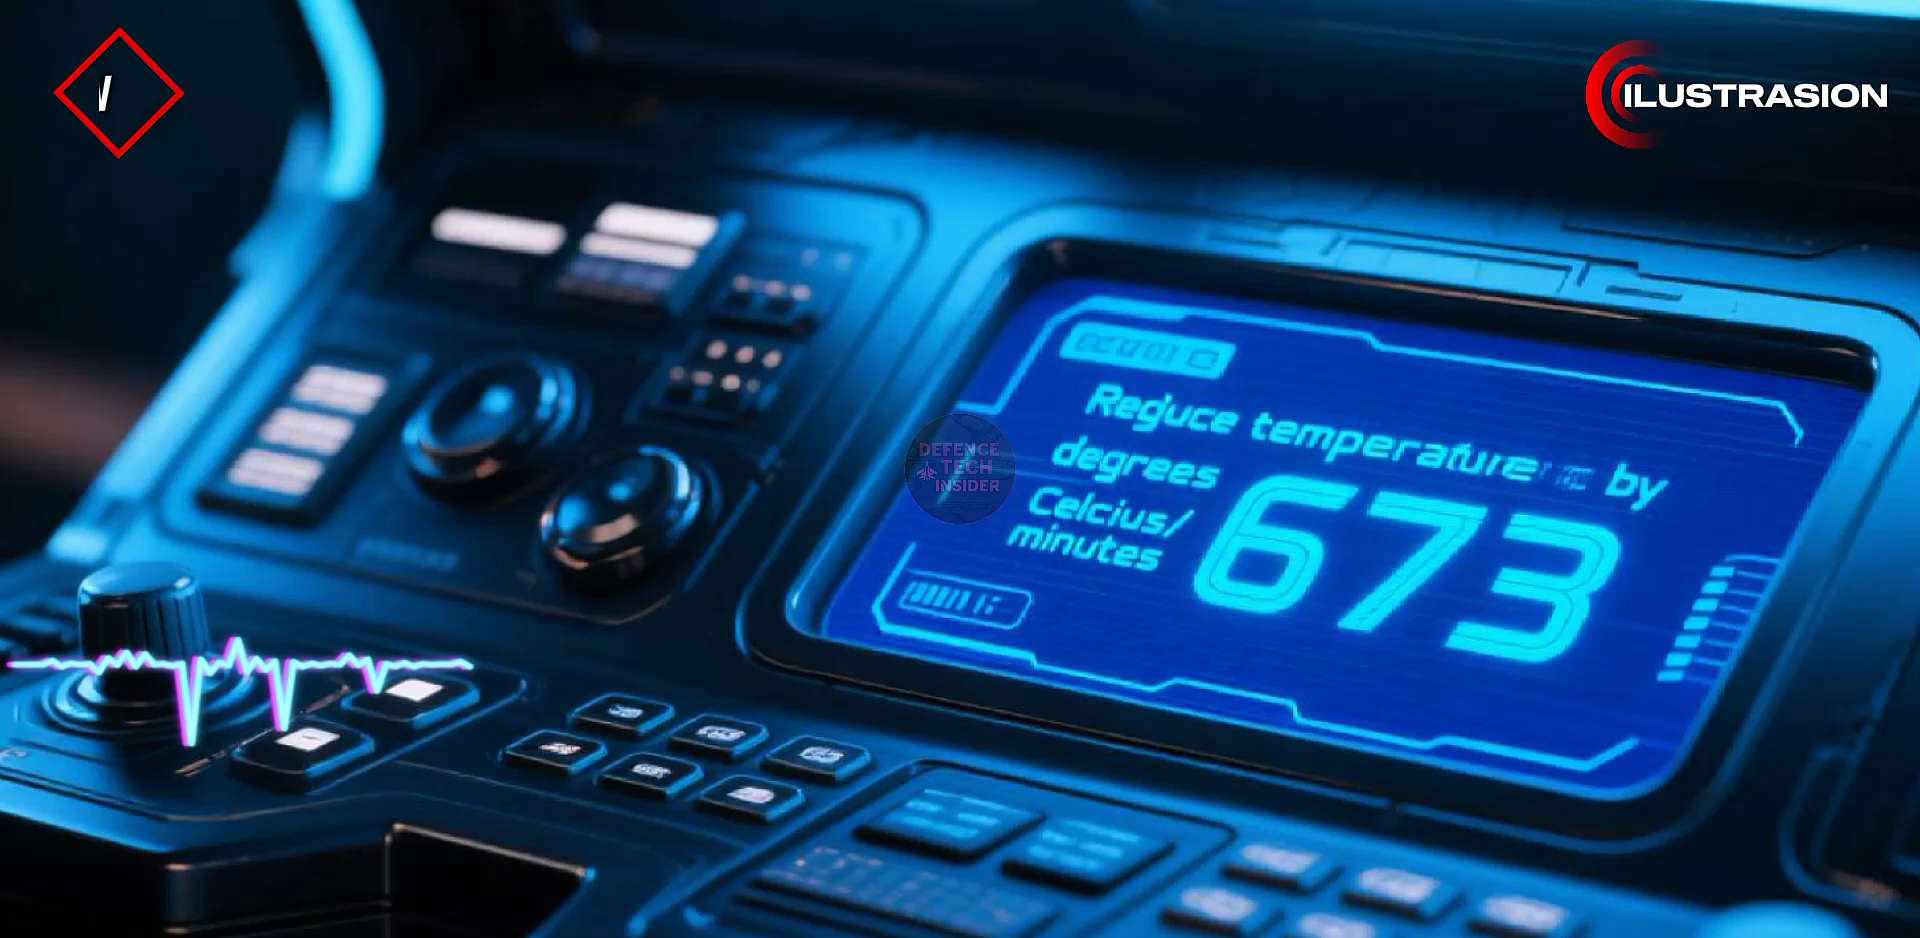 ILUSTRASION
Reduce temperature by
degrees
Celcius/
minutes
673
DEFENCE
TECH
INSIDER